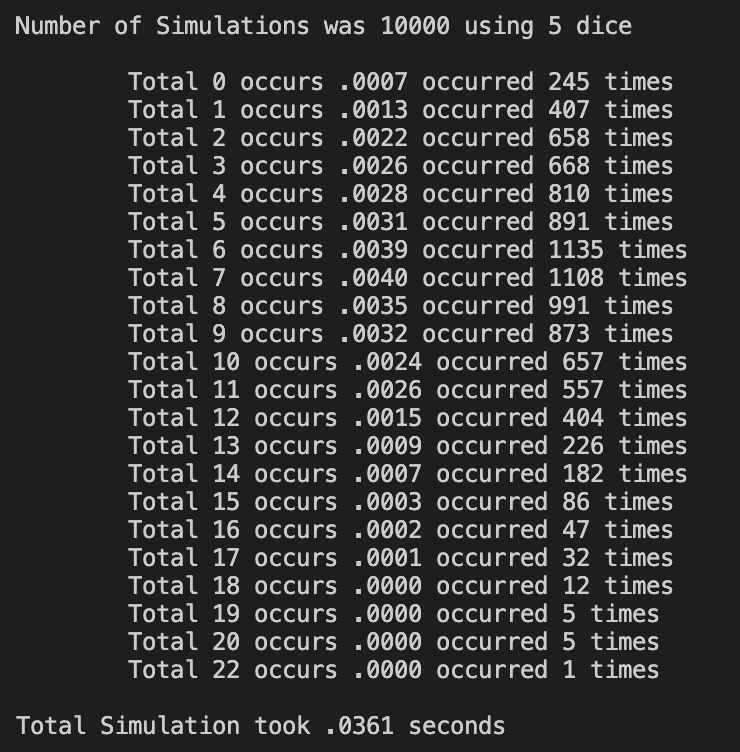 Number of Simulations was 10000 using 5 dice
Total 0 occurs .0007 occurred 245 times
Total 1 occurs .0013 occurred 407 times
Total 2 occurs .0022 occurred 658 times
Total 3 occurs .0026 occurred 668 times
Total 4 occurs .0028 occurred 810 times
Total 5 occurs .0031 occurred 891 times
Total 6 occurs .0039 occurred 1135 times
Total 7 occurs .0040 occurred 1108 times
Total 8 occurs .0035 occurred 991 times
Total 9 occurs .0032 occurred 873 times
Total 10 occurs .0024 occurred 657 times
Total 11 occurs .0026 occurred 557 times
Total 12 occurs .0015 occurred 404 times
Total 13 occurs .0009 occurred 226 times
Total 14 occurs .0007 occurred 182 times
Total 15 occurs .0003 occurred 86 times
Total 16 occurs .0002 occurred 47 times
Total 17 occurs .0001 occurred 32 times
Total 18 occurs .0000 occurred 12 times
Total 19 occurs .0000 occurred 5 times
Total 20 occurs .0000 occurred 5 times
Total 22 occurs .0000 occurred 1 times
Total Simulation took .0361 seconds